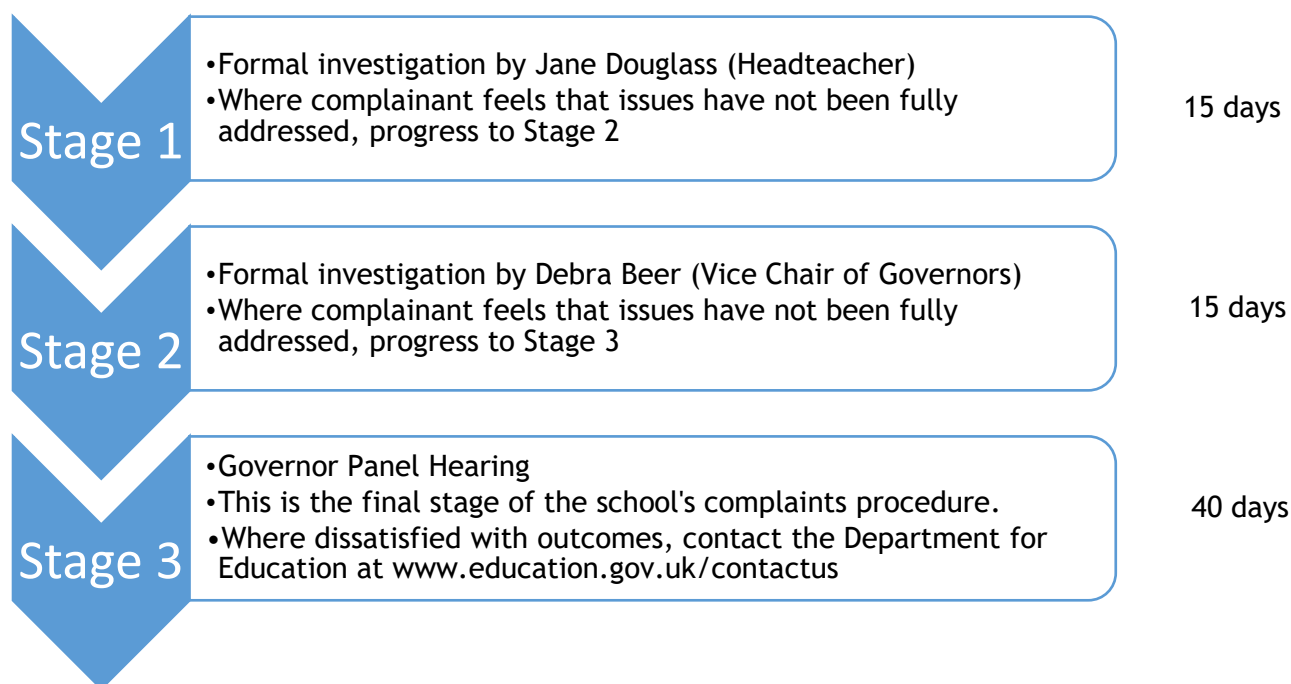 Stage 1
•Formal investigation by Jane Douglass (Headteacher)
•Where complainant feels that issues have not been fully
addressed, progress to Stage 2
15 days
Stage 2
•Formal investigation by Debra Beer (Vice Chair of Governors)
•Where complainant feels that issues have not been fully
addressed, progress to Stage 3
15 days
Stage 3
•Governor Panel Hearing
•This is the final stage of the school's complaints procedure.
•Where dissatisfied with outcomes, contact the Department for
Education at www.education.gov.uk/contactus
40 days